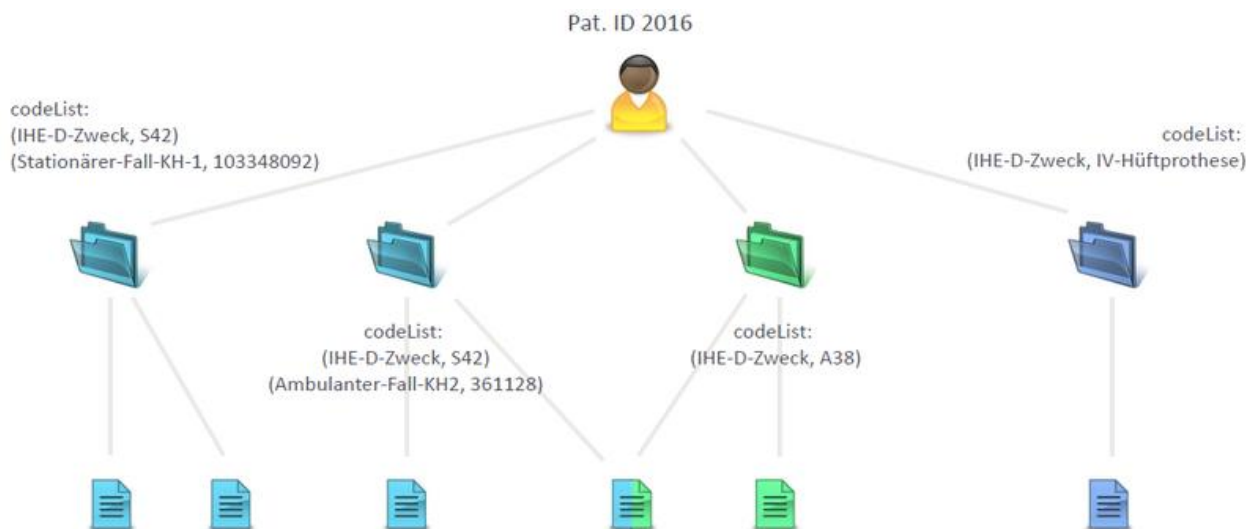 Pat. ID 2016
codeList:
(IHE-D-Zweck, S42)
(Stationärer-Fall-KH-1, 103348092)
codeList:
(IHE-D-Zweck, IV-Hüftprothese)
codeList:
(IHE-D-Zweck, S42)
(Ambulanter-Fall-KH2, 361128)
codeList:
(IHE-D-Zweck, A38)